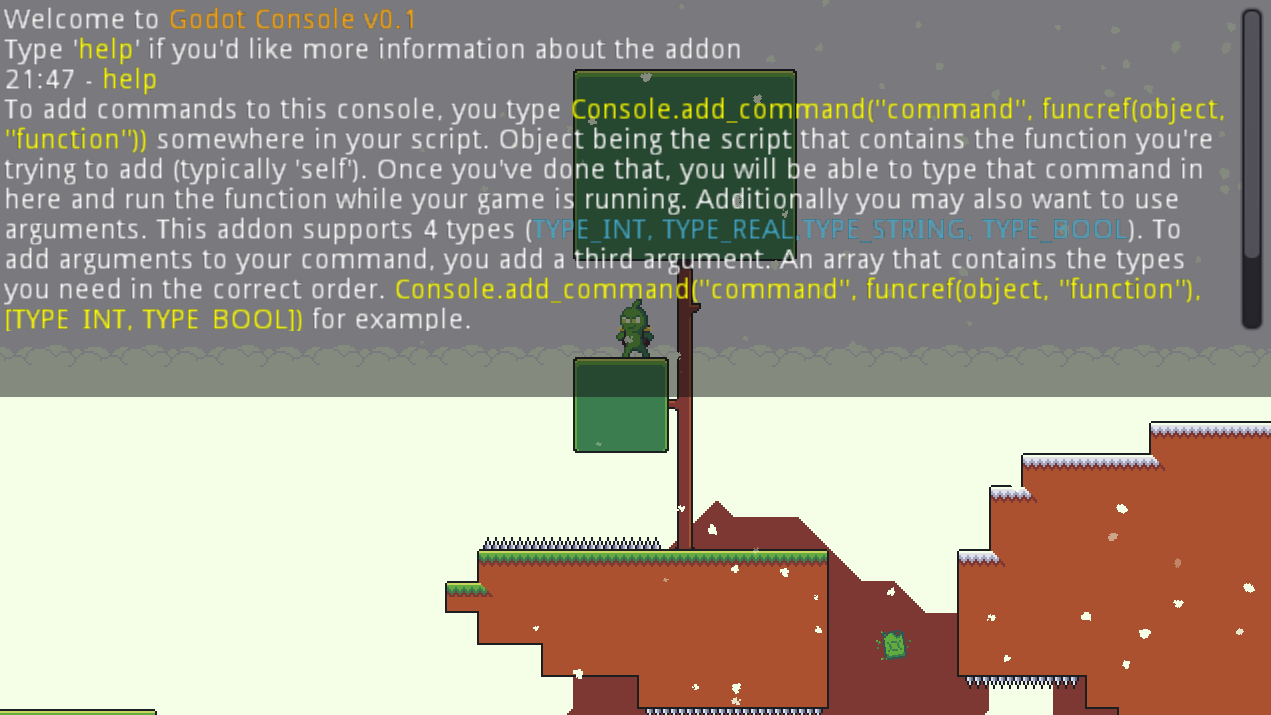 Welcome to Godot Console v0.1
Type 'help' if you'd like more information about the addon
21:47 - help
To add commands to this console, you type Console.add_command("command", funcref(object,
"function")) somewhere in your script. Object being the script that contains the function you're
trying to add (typically 'self'). Once you've done that, you will be able to type that command in
here and run the function while your game is running. Additionally you may also want to use
arguments. This addon supports 4 types (TYPE_INT, TYPE_REAL,TYPE_STRING, TYPE_BOOL). To
add arguments to your command, you add a third argument. An array that contains the types
you need in the correct order. Console.add_command("command", funcref(object, "function"),
[TYPE_INT, TYPE_BOOL]) for example.